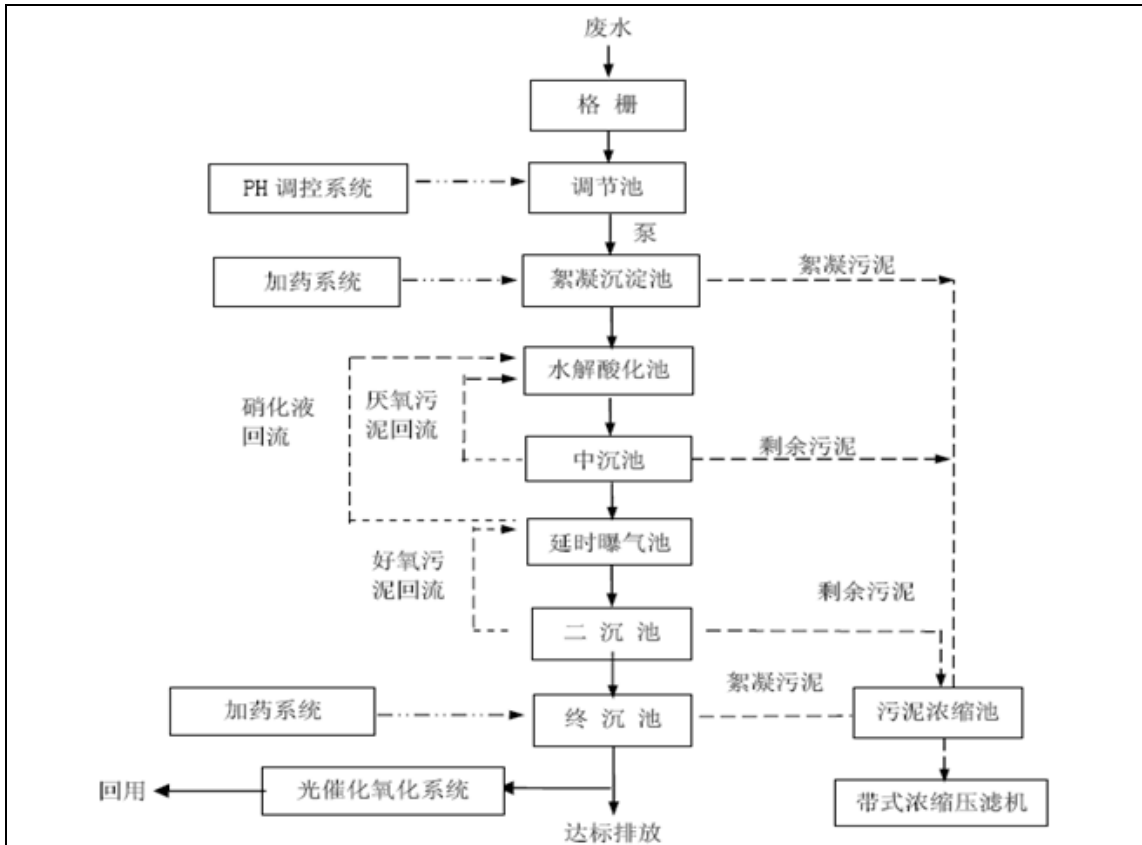 废水
格 栅
PH 调控系统
调节池
泵
加药系统
絮凝沉淀池
絮凝污泥
水解酸化池
硝化液
回流
厌氧污
泥回流
中沉池
剩余污泥
延时曝气池
好氧污
泥回流
剩余污泥
二 沉 池
絮凝污泥
加药系统
终 沉 池
污泥浓缩池
回用
光催化氧化系统
带式浓缩压滤机
达标排放